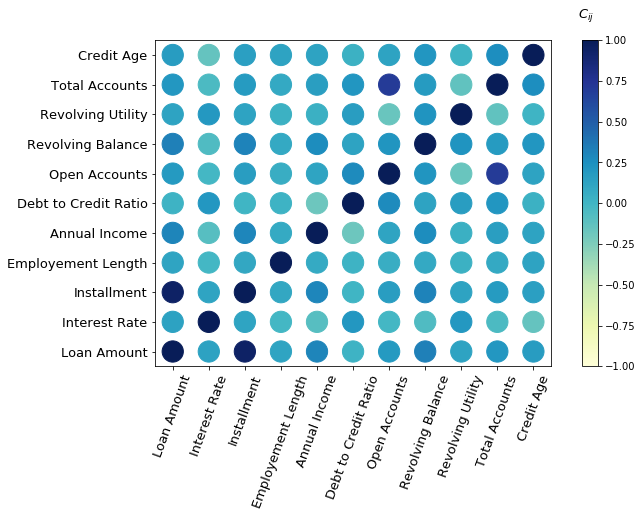 C_ij
Credit Age
Total Accounts
Revolving Utility
Revolving Balance
Open Accounts
Debt to Credit Ratio
Annual Income
Employement Length
Installment
Interest Rate
Loan Amount
Loan Amount
Interest Rate
Installment
Employement Length
Annual Income
Debt to Credit Ratio
Open Accounts
Revolving Balance
Revolving Utility
Total Accounts
Credit Age
1.00
0.75
0.50
0.25
0.00
−0.25
−0.50
−0.75
−1.00